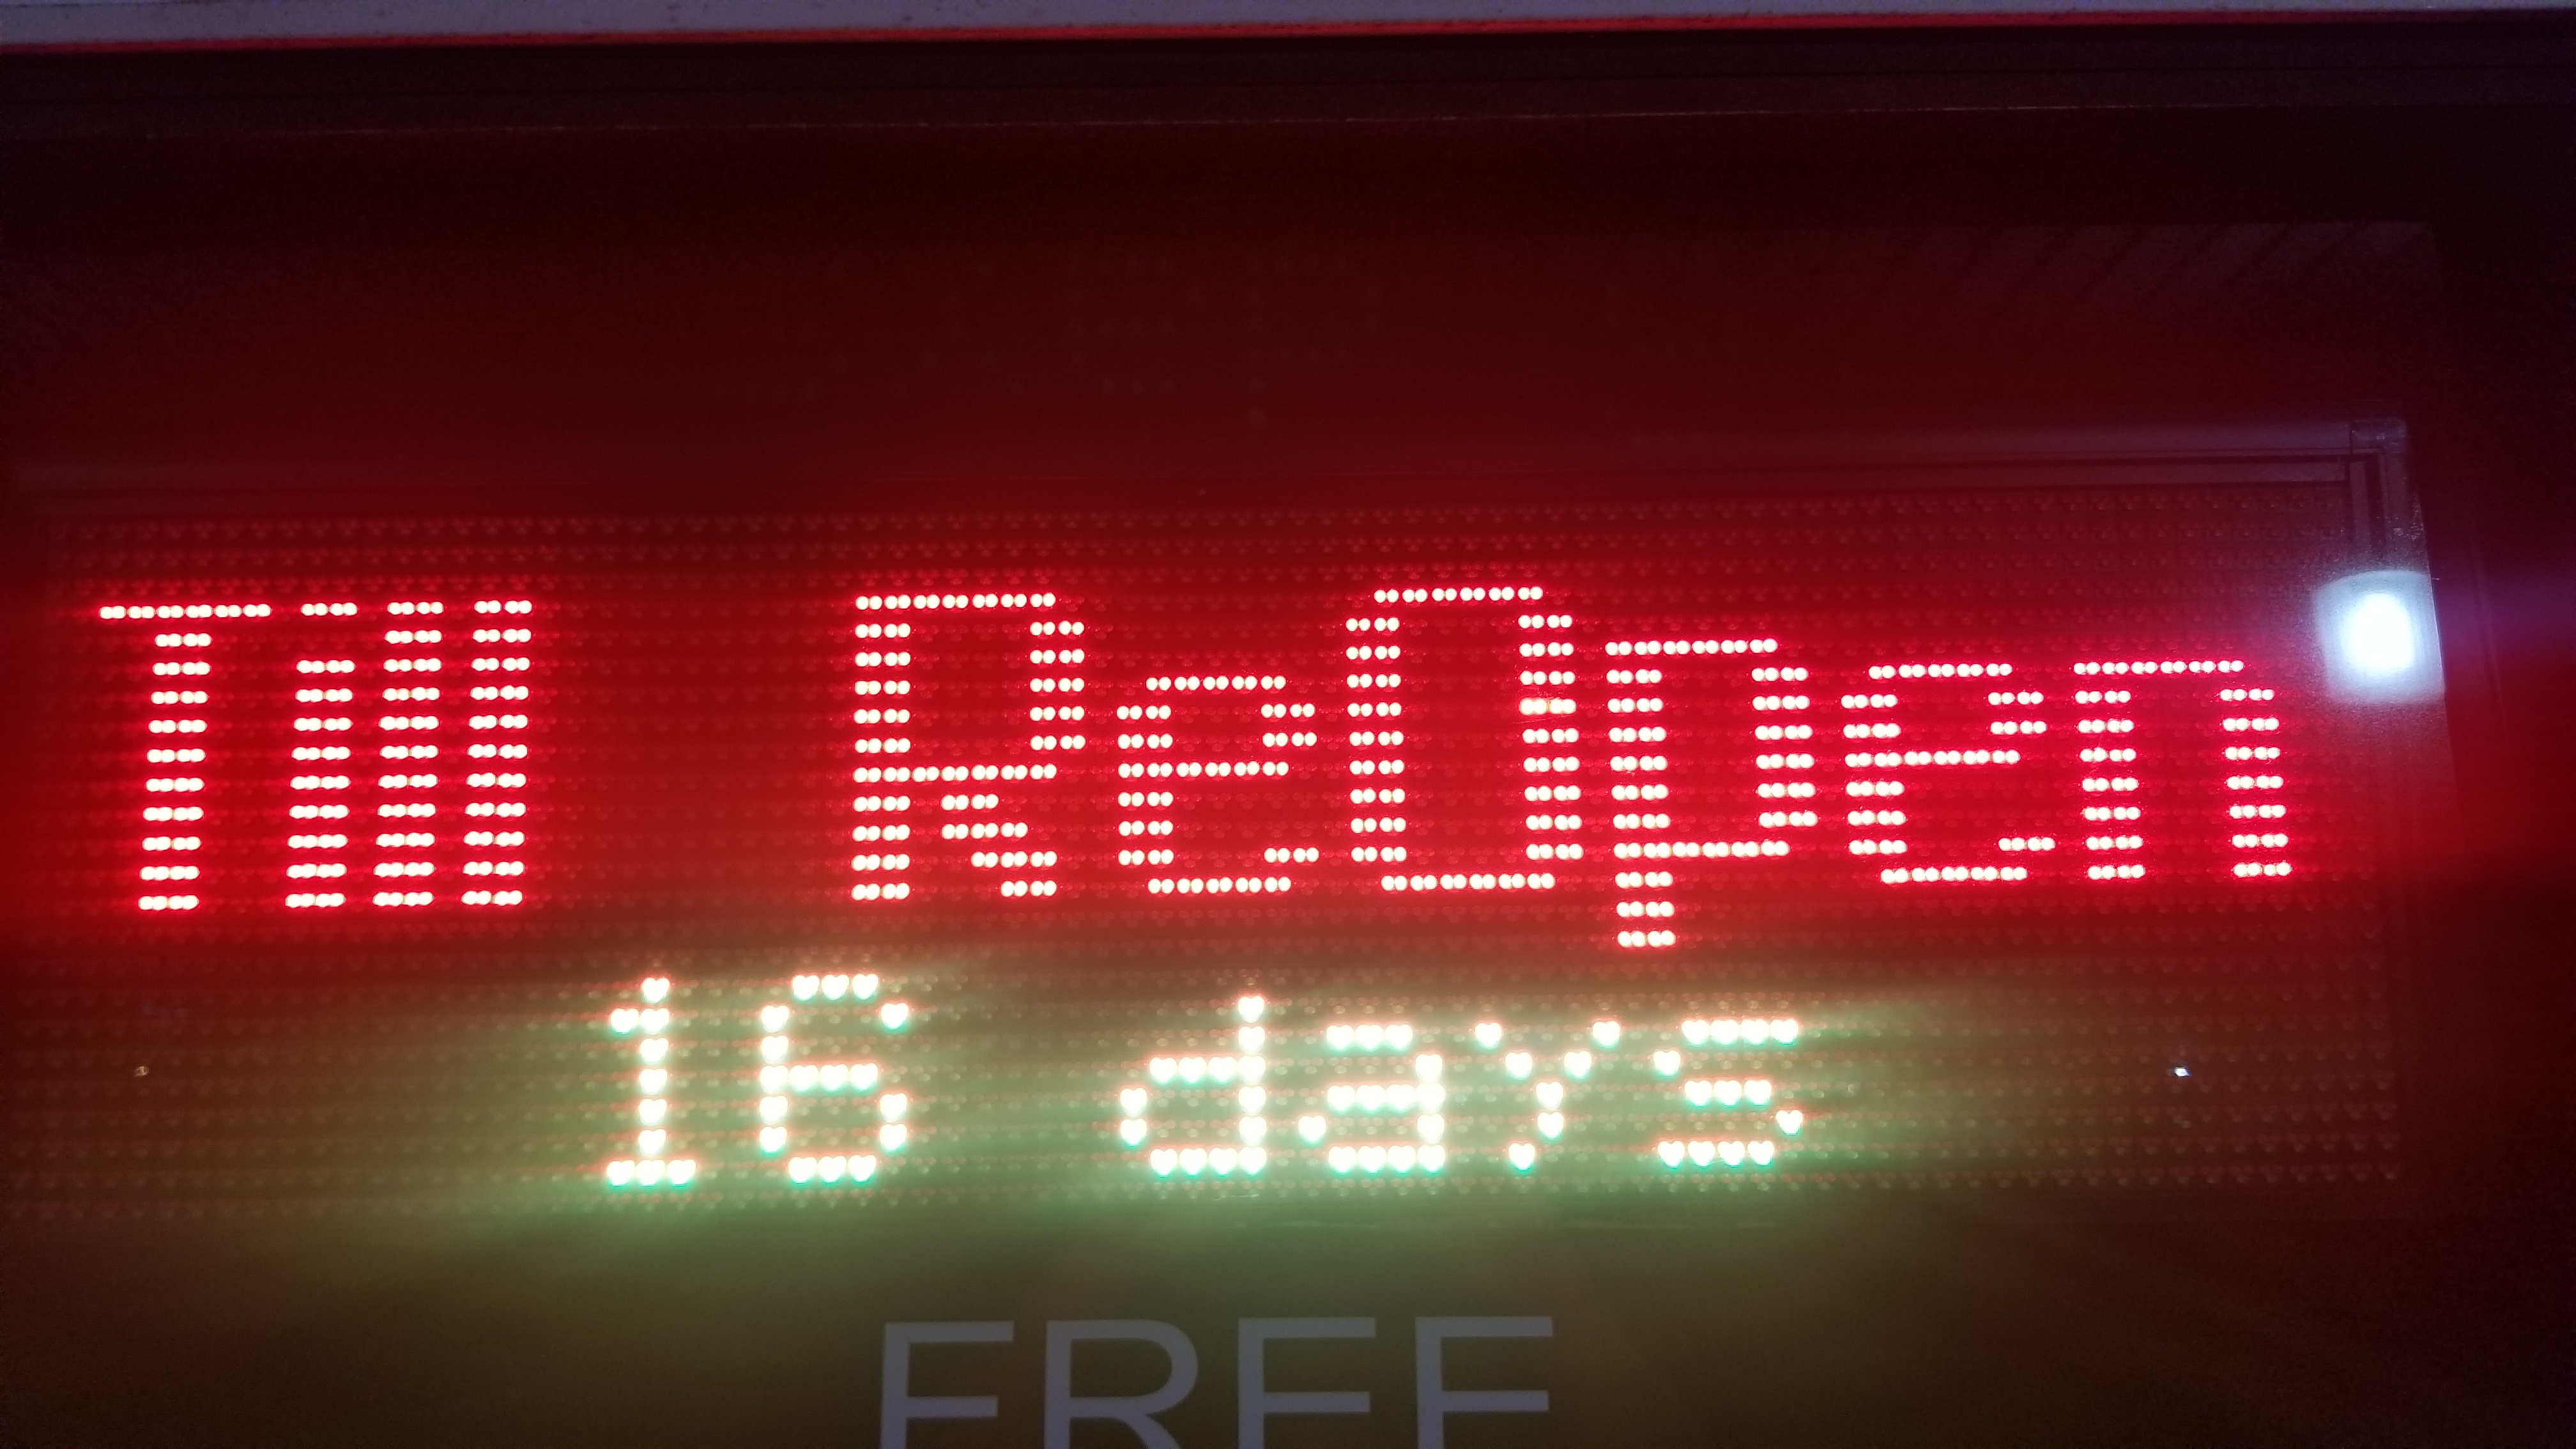 Till ReOpen
16 days
FREE